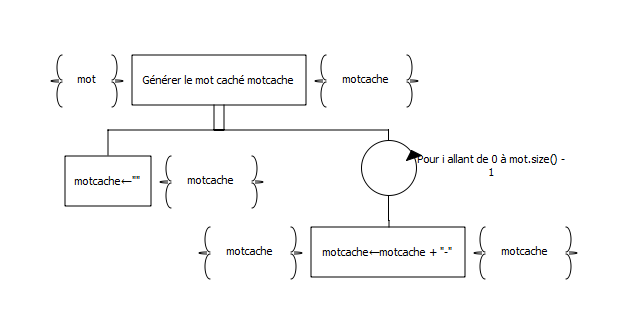 mot
Générer le mot caché motcache
motcache
Pour i allant de 0 à mot.size() -
1
motcache←""
motcache
motcache
motcache←motcache + "-"
motcache